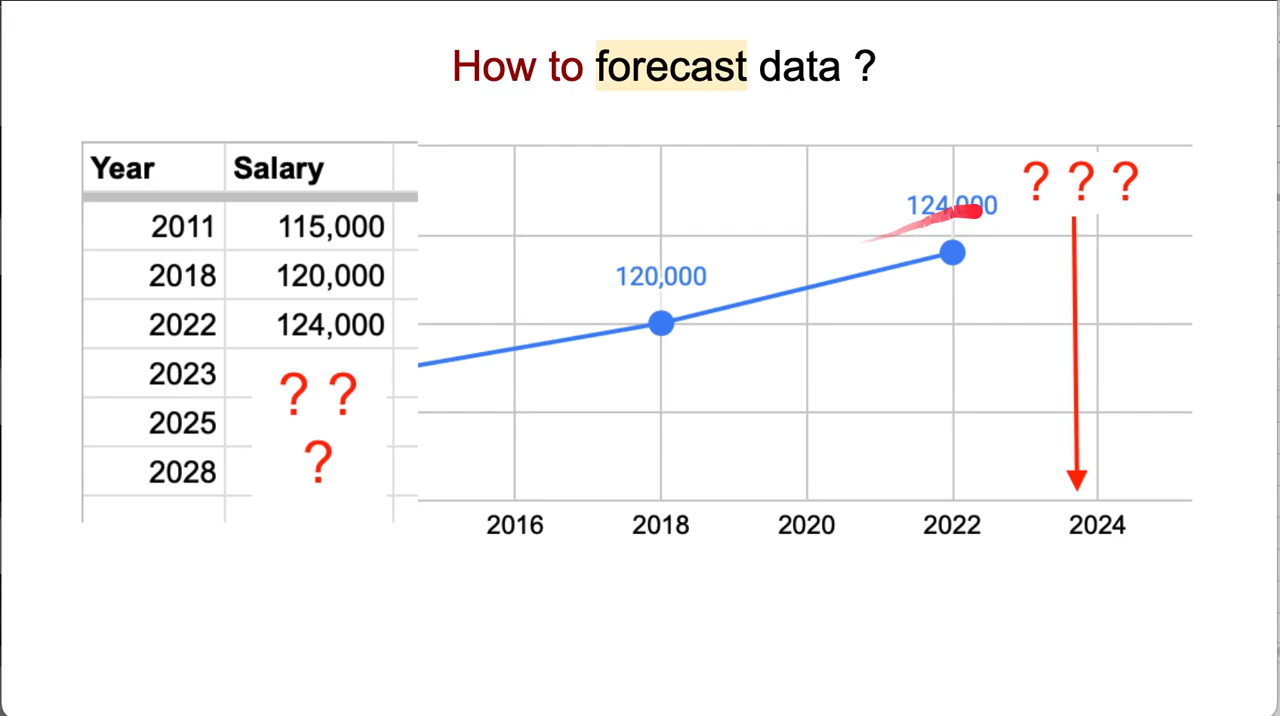 How to forecast data ?
Year Salary
2011 115,000
2018 120,000
2022 124,000
2023
2025
2028
? ?
?
120,000
124,000
? ? ?
2016 2018 2020 2022 2024